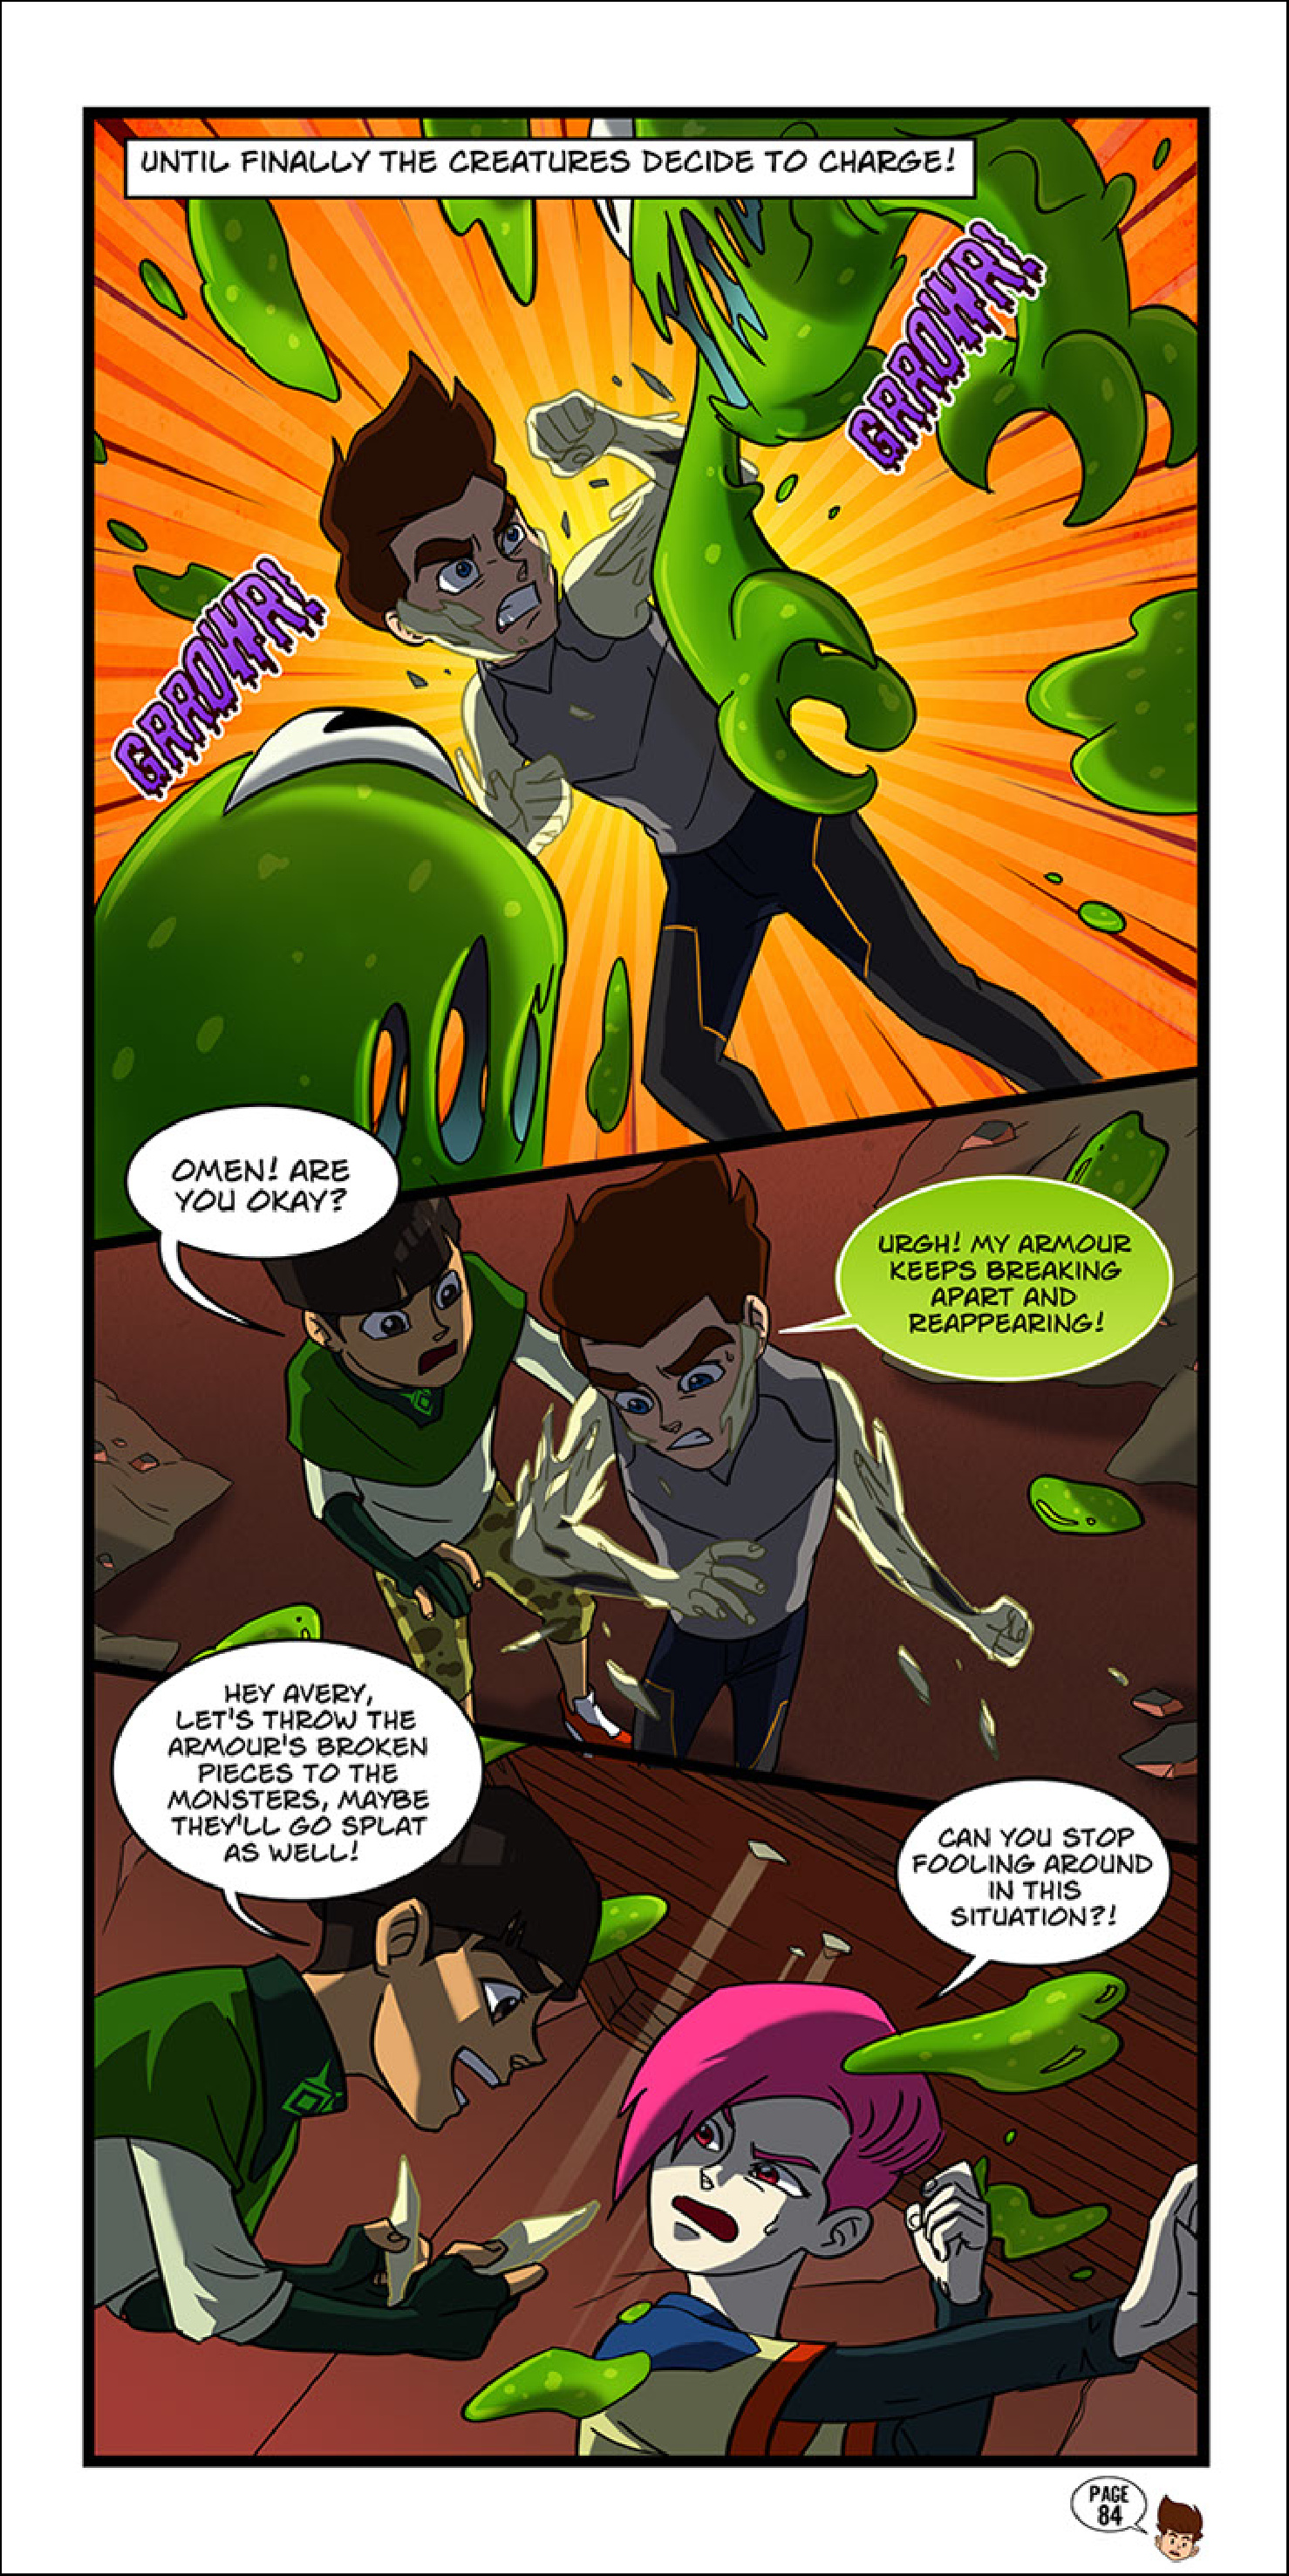 UNTIL FINALLY THE CREATURES DECIDE TO CHARGE!
GRROWR!
GRROWR!
OMEN! ARE
YOU OKAY?
URGH! MY ARMOUR
KEEPS BREAKING
APART AND
REAPPEARING!
HEY AVERY,
LET'S THROW THE
ARMOUR'S BROKEN
PIECES TO THE
MONSTERS, MAYBE
THEY'LL GO SPLAT
AS WELL!
CAN YOU STOP
FOOLING AROUND
IN THIS
SITUATION?!
PAGE
84